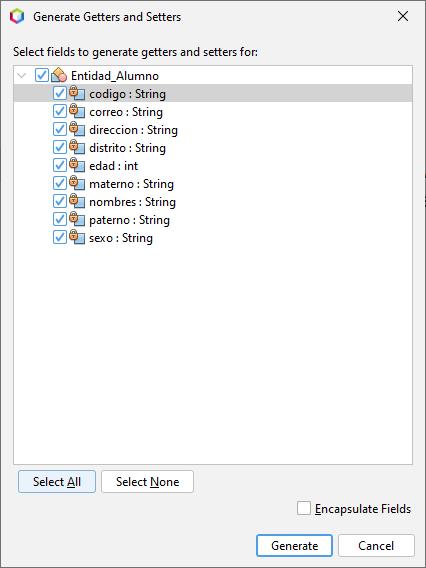 Generate Getters and Setters
Select fields to generate getters and setters for:
Entidad_Alumno
codigo : String
correo : String
direccion : String
distrito : String
edad : int
materno : String
nombres : String
paterno : String
sexo : String
Select All Select None
Encapsulate Fields
Generate Cancel